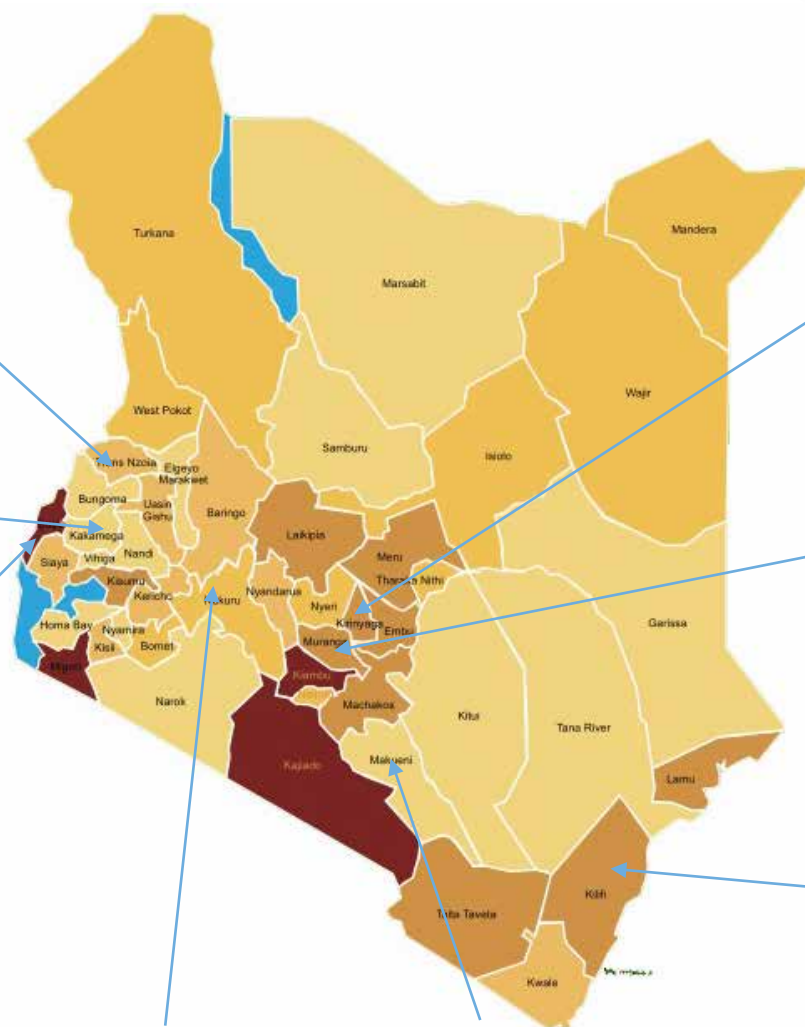 Turkana
Mandera
Marsabit
Wajir
West Pokot
Samburu
Isiolo
Trans Nzoia
Elgeyo
Marakwet
Bungoma
Uasin
Gishu
Baringo
Laikipia
Kakamega
Nandi
Meru
Siaya
Vihiga
Kisumu
Tharaka Nithi
Kericho
Nakuru
Nyandarua
Nyeri
Kirinyaga
Embu
Garissa
Homa Bay
Nyamira
Kisii
Bomet
Muranga
Migori
Kiambu
Narok
Machakos
Kitui
Tana River
Kajiado
Makueni
Lamu
Kilifi
Taita Taveta
Kwale